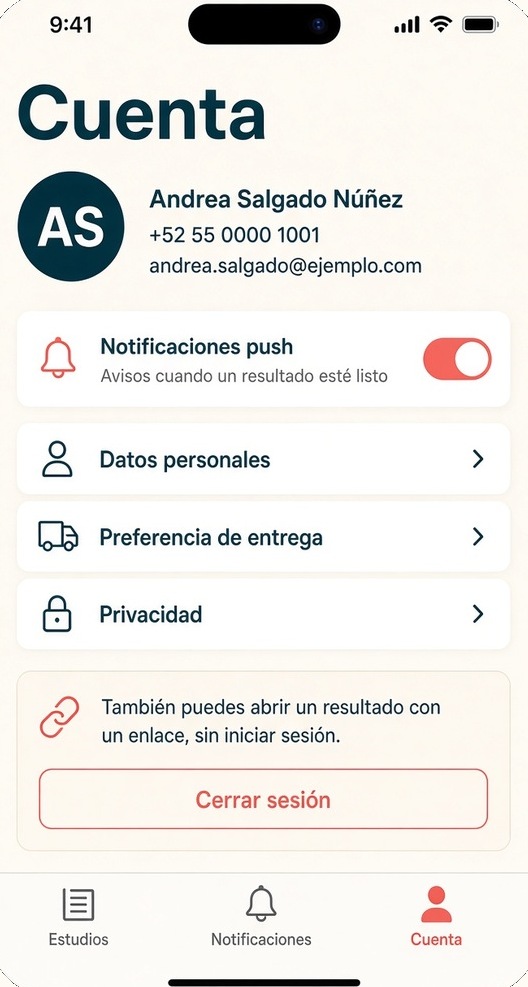 9:41
Cuenta
AS
Andrea Salgado Núñez
+52 55 0000 1001
andrea.salgado@ejemplo.com
Notificaciones push
Avisos cuando un resultado esté listo
Datos personales
Preferencia de entrega
Privacidad
También puedes abrir un resultado con
un enlace, sin iniciar sesión.
Cerrar sesión
Estudios
Notificaciones
Cuenta